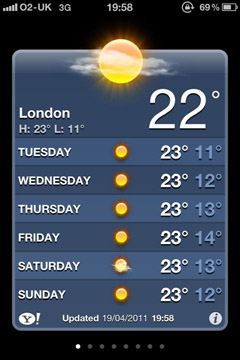 O2-UK 3G 19:58 69%
London
H: 23° L: 11°
22°
TUESDAY 23° 11°
WEDNESDAY 23° 12°
THURSDAY 23° 13°
FRIDAY 23° 14°
SATURDAY 23° 13°
SUNDAY 23° 12°
Y! Updated 19/04/2011 19:58 i